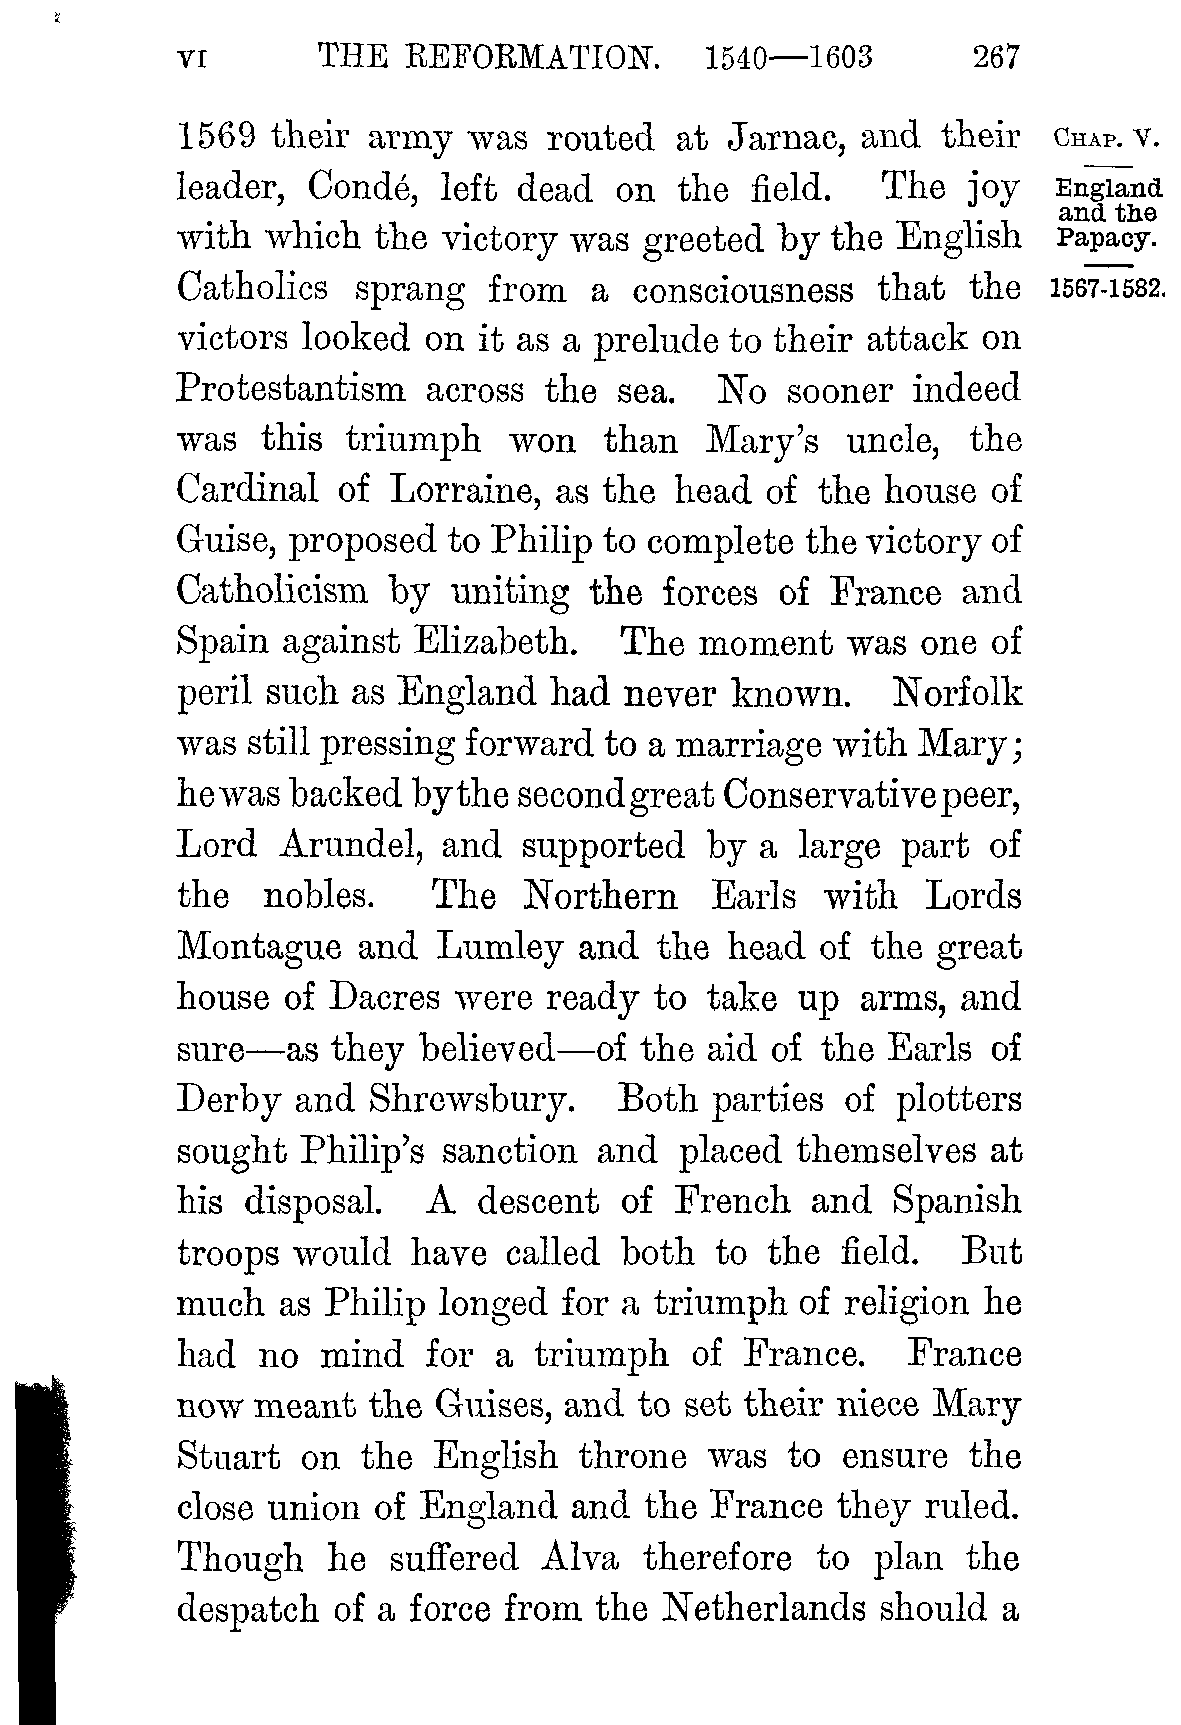 VI THE REFORMATION. 1540—1603 267
1569 their army was routed at Jarnac, and their
leader, Condé, left dead on the field. The joy
with which the victory was greeted by the English
Catholics sprang from a consciousness that the
victors looked on it as a prelude to their attack on
Protestantism across the sea. No sooner indeed
was this triumph won than Mary's uncle, the
Cardinal of Lorraine, as the head of the house of
Guise, proposed to Philip to complete the victory of
Catholicism by uniting the forces of France and
Spain against Elizabeth. The moment was one of
peril such as England had never known. Norfolk
was still pressing forward to a marriage with Mary;
he was backed by the second great Conservative peer,
Lord Arundel, and supported by a large part of
the nobles. The Northern Earls with Lords
Montague and Lumley and the head of the great
house of Dacres were ready to take up arms, and
sure—as they believed—of the aid of the Earls of
Derby and Shrewsbury. Both parties of plotters
sought Philip's sanction and placed themselves at
his disposal. A descent of French and Spanish
troops would have called both to the field. But
much as Philip longed for a triumph of religion he
had no mind for a triumph of France. France
now meant the Guises, and to set their niece Mary
Stuart on the English throne was to ensure the
close union of England and the France they ruled.
Though he suffered Alva therefore to plan the
despatch of a force from the Netherlands should a
CHAP. V.
England
and the
Papacy.
1567-1582.